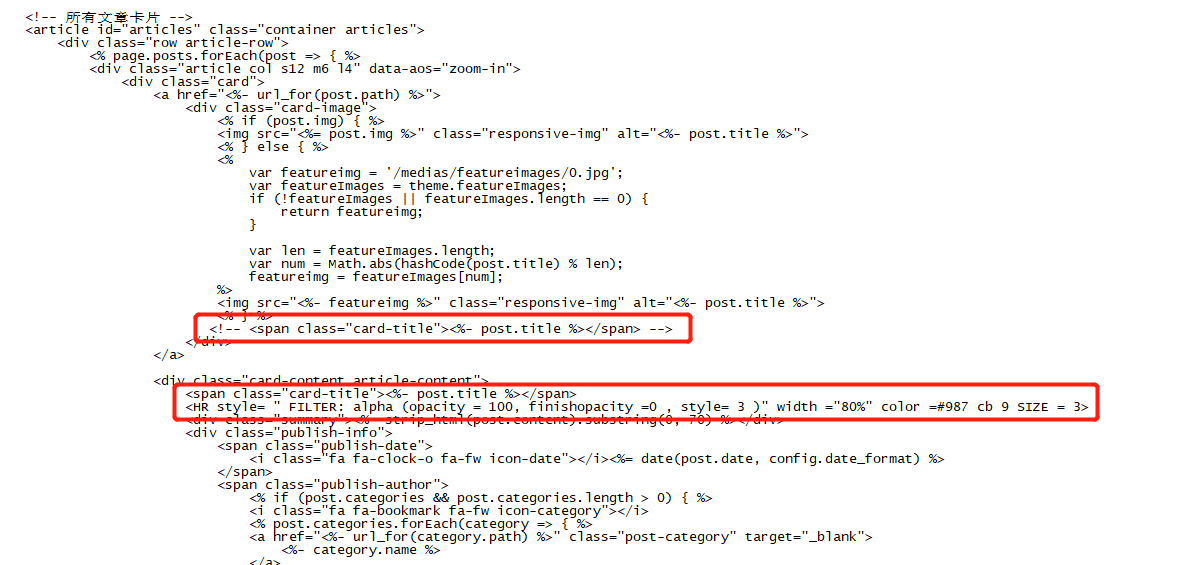 <!-- 所有文章卡片 -->
<article id="articles" class="container articles">
<div class="row article-row">
<% page.posts.forEach(post => { %>
<div class="article col s12 m6 l4" data-aos="zoom-in">
<div class="card">
<a href="<%- url_for(post.path) %>">
<div class="card-image">
<% if (post.img) { %>
<img src="<%= post.img %>" class="responsive-img" alt="<%- post.title %>">
<% } else { %>
<%
var featureimg = '/medias/featureimages/0.jpg';
var featureImages = theme.featureImages;
if (!featureImages || featureImages.length == 0) {
return featureimg;
}
var len = featureImages.length;
var num = Math.abs(hashCode(post.title) % len);
featureimg = featureImages[num];
%>
<img src="<%- featureimg %>" class="responsive-img" alt="<%- post.title %>">
<% } %>
<!-- <span class="card-title"><%- post.title %></span> -->
</div>
</a>
<div class="card-content article-content">
<span class="card-title"><%- post.title %></span>
<HR style= " FILTER: alpha (opacity = 100, finishopacity =0 , style= 3 )" width ="80%" color =#987 cb 9 SIZE = 3>
<div class="summary"><%- strip_html(post.content).substring(0, 70) %></div>
<div class="publish-info">
<span class="publish-date">
<i class="fa fa-clock-o fa-fw icon-date"></i><%= date(post.date, config.date_format) %>
</span>
<span class="publish-author">
<% if (post.categories && post.categories.length > 0) { %>
<i class="fa fa-bookmark fa-fw icon-category"></i>
<% post.categories.forEach(category => { %>
<a href="<%- url_for(category.path) %>" class="post-category" target="_blank">
<%- category.name %>
</a>